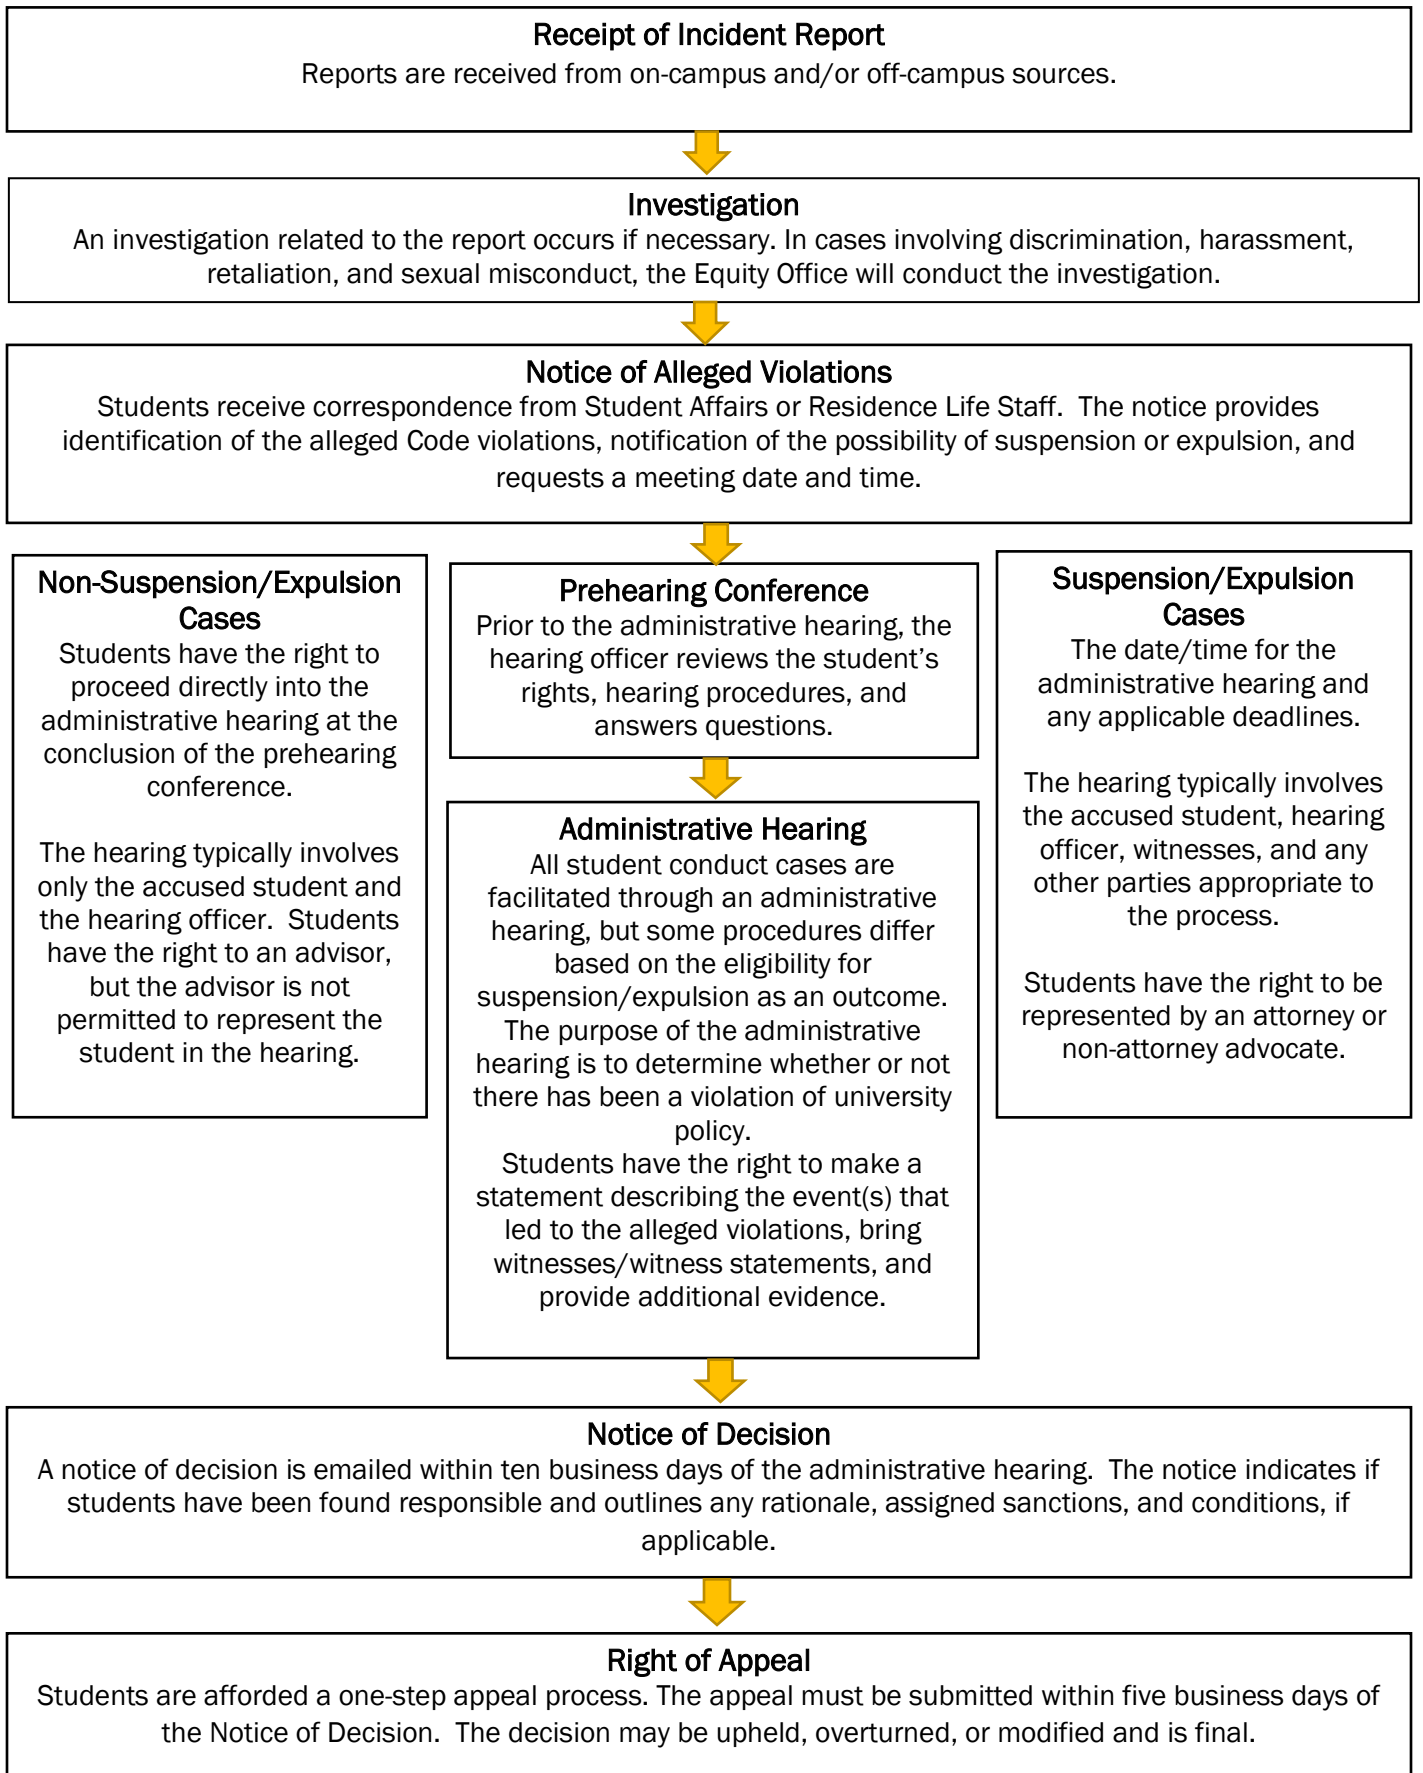 Receipt of Incident Report
Reports are received from on-campus and/or off-campus sources.
Investigation
An investigation related to the report occurs if necessary. In cases involving discrimination, harassment,
retaliation, and sexual misconduct, the Equity Office will conduct the investigation.
Notice of Alleged Violations
Students receive correspondence from Student Affairs or Residence Life Staff.  The notice provides
identification of the alleged Code violations, notification of the possibility of suspension or expulsion, and
requests a meeting date and time.
Non-Suspension/Expulsion
Cases
Students have the right to
proceed directly into the
administrative hearing at the
conclusion of the prehearing
conference.
The hearing typically involves
only the accused student and
the hearing officer.  Students
have the right to an advisor,
but the advisor is not
permitted to represent the
student in the hearing.
Prehearing Conference
Prior to the administrative hearing, the
hearing officer reviews the student’s
rights, hearing procedures, and
answers questions.
Administrative Hearing
All student conduct cases are
facilitated through an administrative
hearing, but some procedures differ
based on the eligibility for
suspension/expulsion as an outcome.
The purpose of the administrative
hearing is to determine whether or not
there has been a violation of university
policy.
Students have the right to make a
statement describing the event(s) that
led to the alleged violations, bring
witnesses/witness statements, and
provide additional evidence.
Suspension/Expulsion
Cases
The date/time for the
administrative hearing and
any applicable deadlines.
The hearing typically involves
the accused student, hearing
officer, witnesses, and any
other parties appropriate to
the process.
Students have the right to be
represented by an attorney or
non-attorney advocate.
Notice of Decision
A notice of decision is emailed within ten business days of the administrative hearing.  The notice indicates if
students have been found responsible and outlines any rationale, assigned sanctions, and conditions, if
applicable.
Right of Appeal
Students are afforded a one-step appeal process. The appeal must be submitted within five business days of
the Notice of Decision.  The decision may be upheld, overturned, or modified and is final.